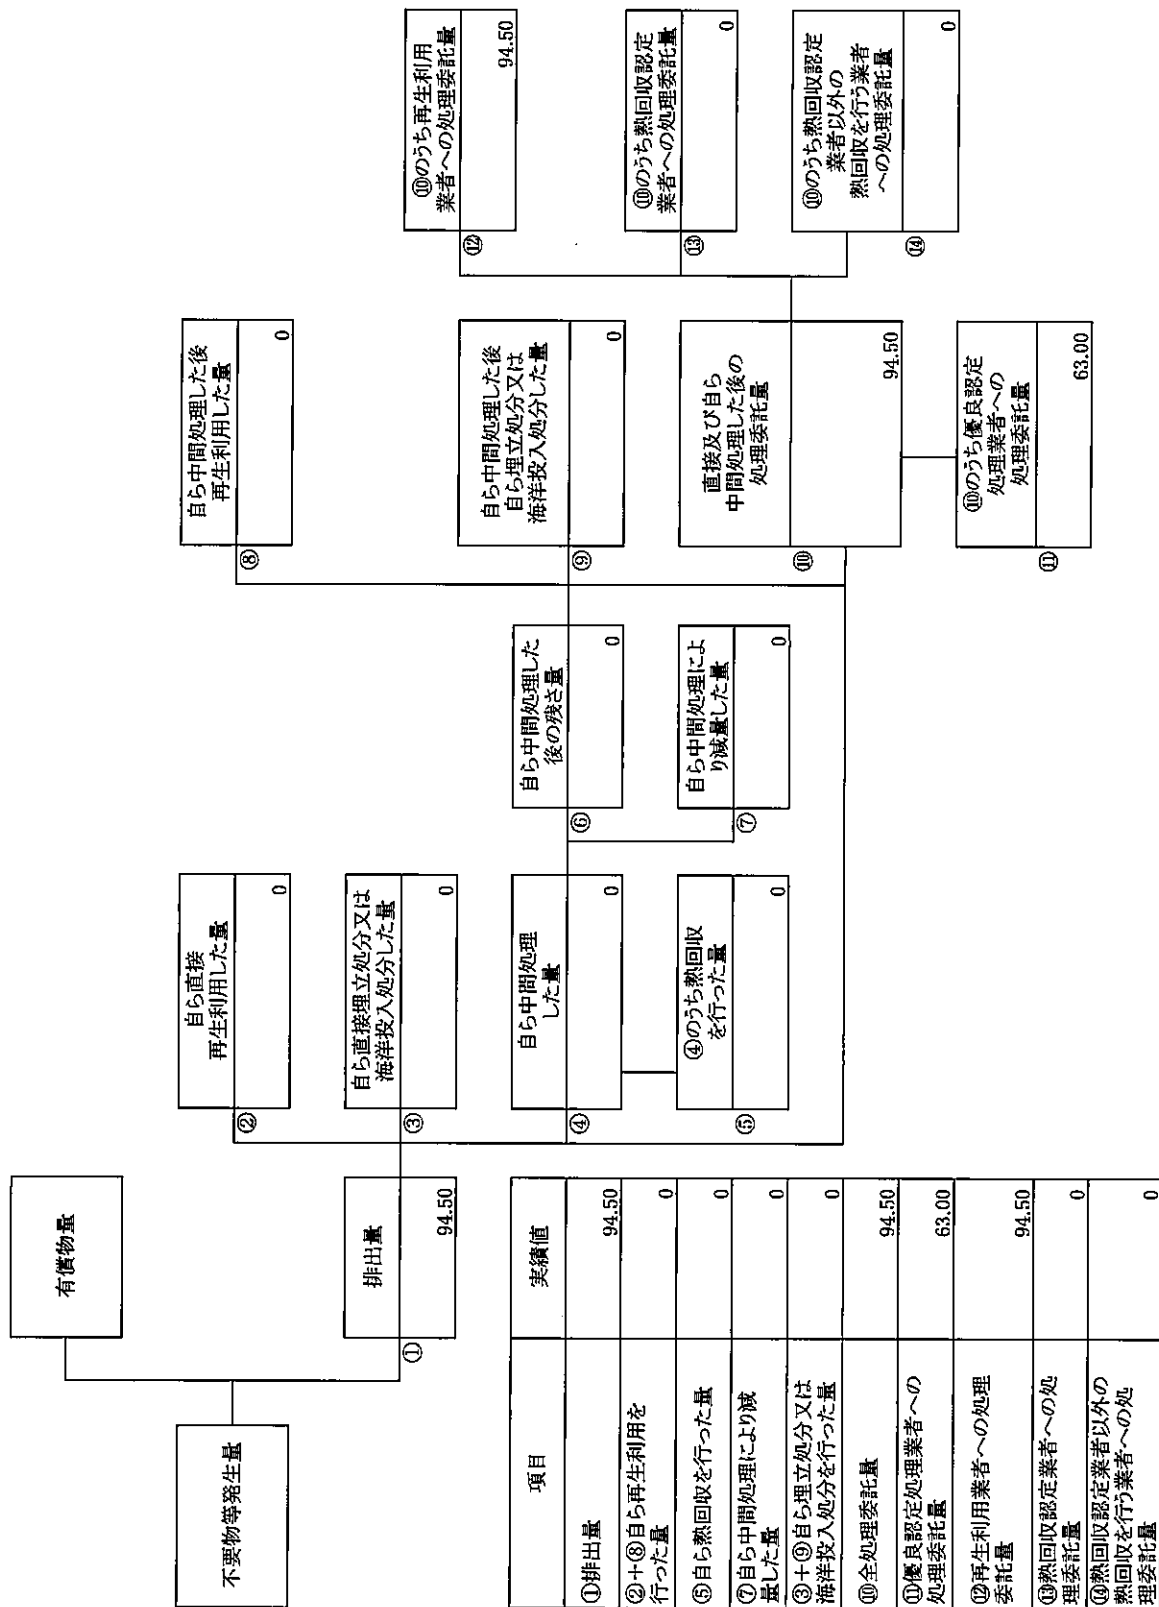 不要物等発生量
有償物量
排出量
①
94.50
自ら直接
再生利用した量
②
0
自ら直接埋立処分又は
海洋投入処分した量
③
0
自ら中間処理
した量
④
0
④のうち熱回収
を行った量
⑤
0
自ら中間処理した
後の残さ量
⑥
0
自ら中間処理によ
り減量した量
⑦
0
自ら中間処理した後
再生利用した量
⑧
0
自ら中間処理した後
自ら埋立処分又は
海洋投入処分した量
⑨
0
直接及び自ら
中間処理した後の
処理委託量
⑩
94.50
⑩のうち優良認定
処理業者への
処理委託量
⑪
63.00
⑩のうち再生利用
業者への処理委託量
⑫
94.50
⑩のうち熱回収認定
業者への処理委託量
⑬
0
⑩のうち熱回収認定
業者以外の
熱回収を行う業者
への処理委託量
⑭
0
項目 実績値
①排出量 94.50
②+⑧自ら再生利用を
行った量 0
⑤自ら熱回収を行った量 0
⑦自ら中間処理により減
量した量 0
③+⑨自ら埋立処分又は
海洋投入処分を行った量 0
⑩全処理委託量 94.50
⑪優良認定処理業者への
処理委託量 63.00
⑫再生利用業者への処理
委託量 94.50
⑬熱回収認定業者への処
理委託量 0
⑭熱回収認定業者以外の
熱回収を行う業者への処
理委託量 0